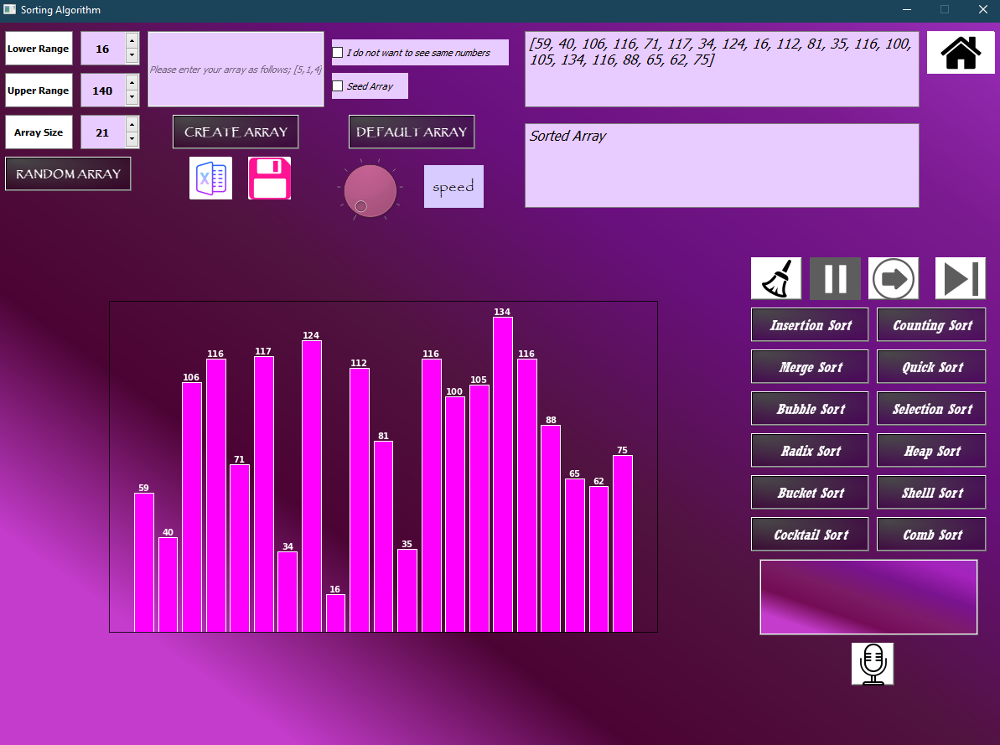 Sorting Algorithm
Lower Range
16
Upper Range
140
Array Size
21
RANDOM ARRAY
Please enter your array as follows; [5,1,4]
I do not want to see same numbers
Seed Array
CREATE ARRAY
DEFAULT ARRAY
X
speed
[59, 40, 106, 116, 71, 117, 34, 124, 16, 112, 81, 35, 116, 100,
105, 134, 116, 88, 65, 62, 75]
Sorted Array
59
40
106
116
71
117
34
124
16
112
81
35
116
100
105
134
116
88
65
62
75
Insertion Sort
Counting Sort
Merge Sort
Quick Sort
Bubble Sort
Selection Sort
Radix Sort
Heap Sort
Bucket Sort
Shelll Sort
Cocktail Sort
Comb Sort